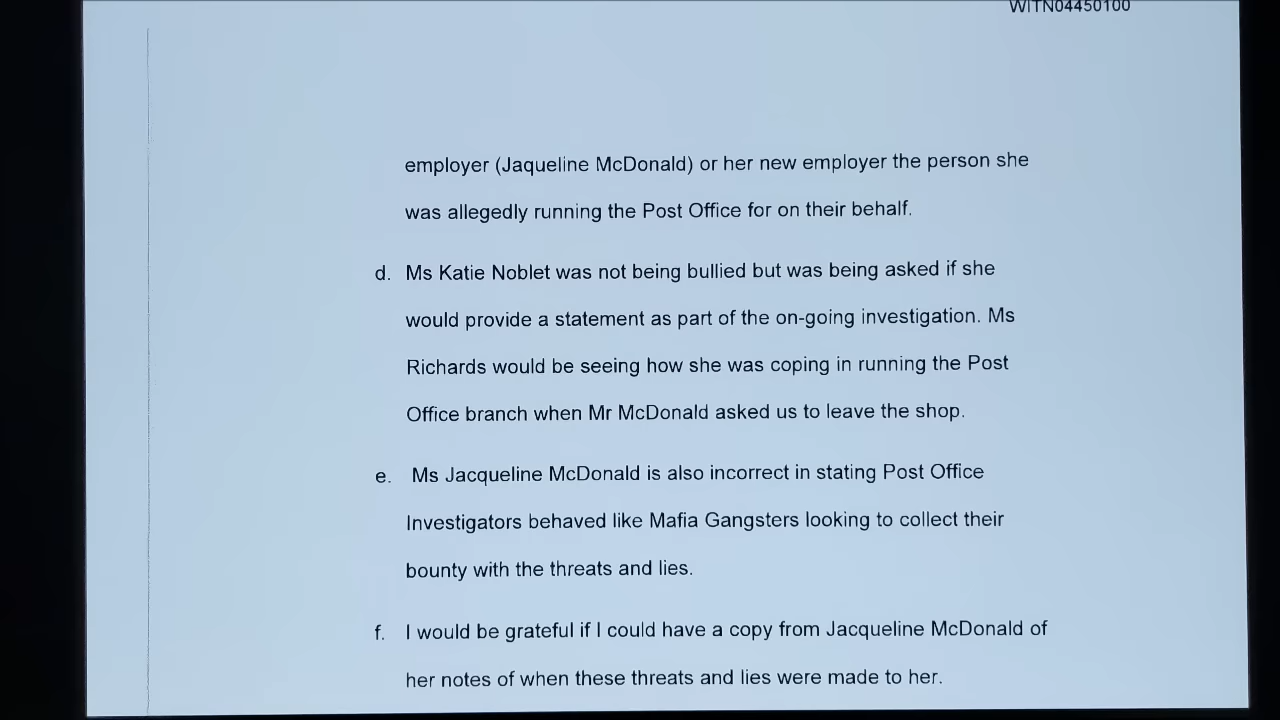 WITN04450100
employer (Jaqueline McDonald) or her new employer the person she
was allegedly running the Post Office for on their behalf.
d. Ms Katie Noblet was not being bullied but was being asked if she
would provide a statement as part of the on-going investigation. Ms
Richards would be seeing how she was coping in running the Post
Office branch when Mr McDonald asked us to leave the shop.
e. Ms Jacqueline McDonald is also incorrect in stating Post Office
Investigators behaved like Mafia Gangsters looking to collect their
bounty with the threats and lies.
f. I would be grateful if I could have a copy from Jacqueline McDonald of
her notes of when these threats and lies were made to her.